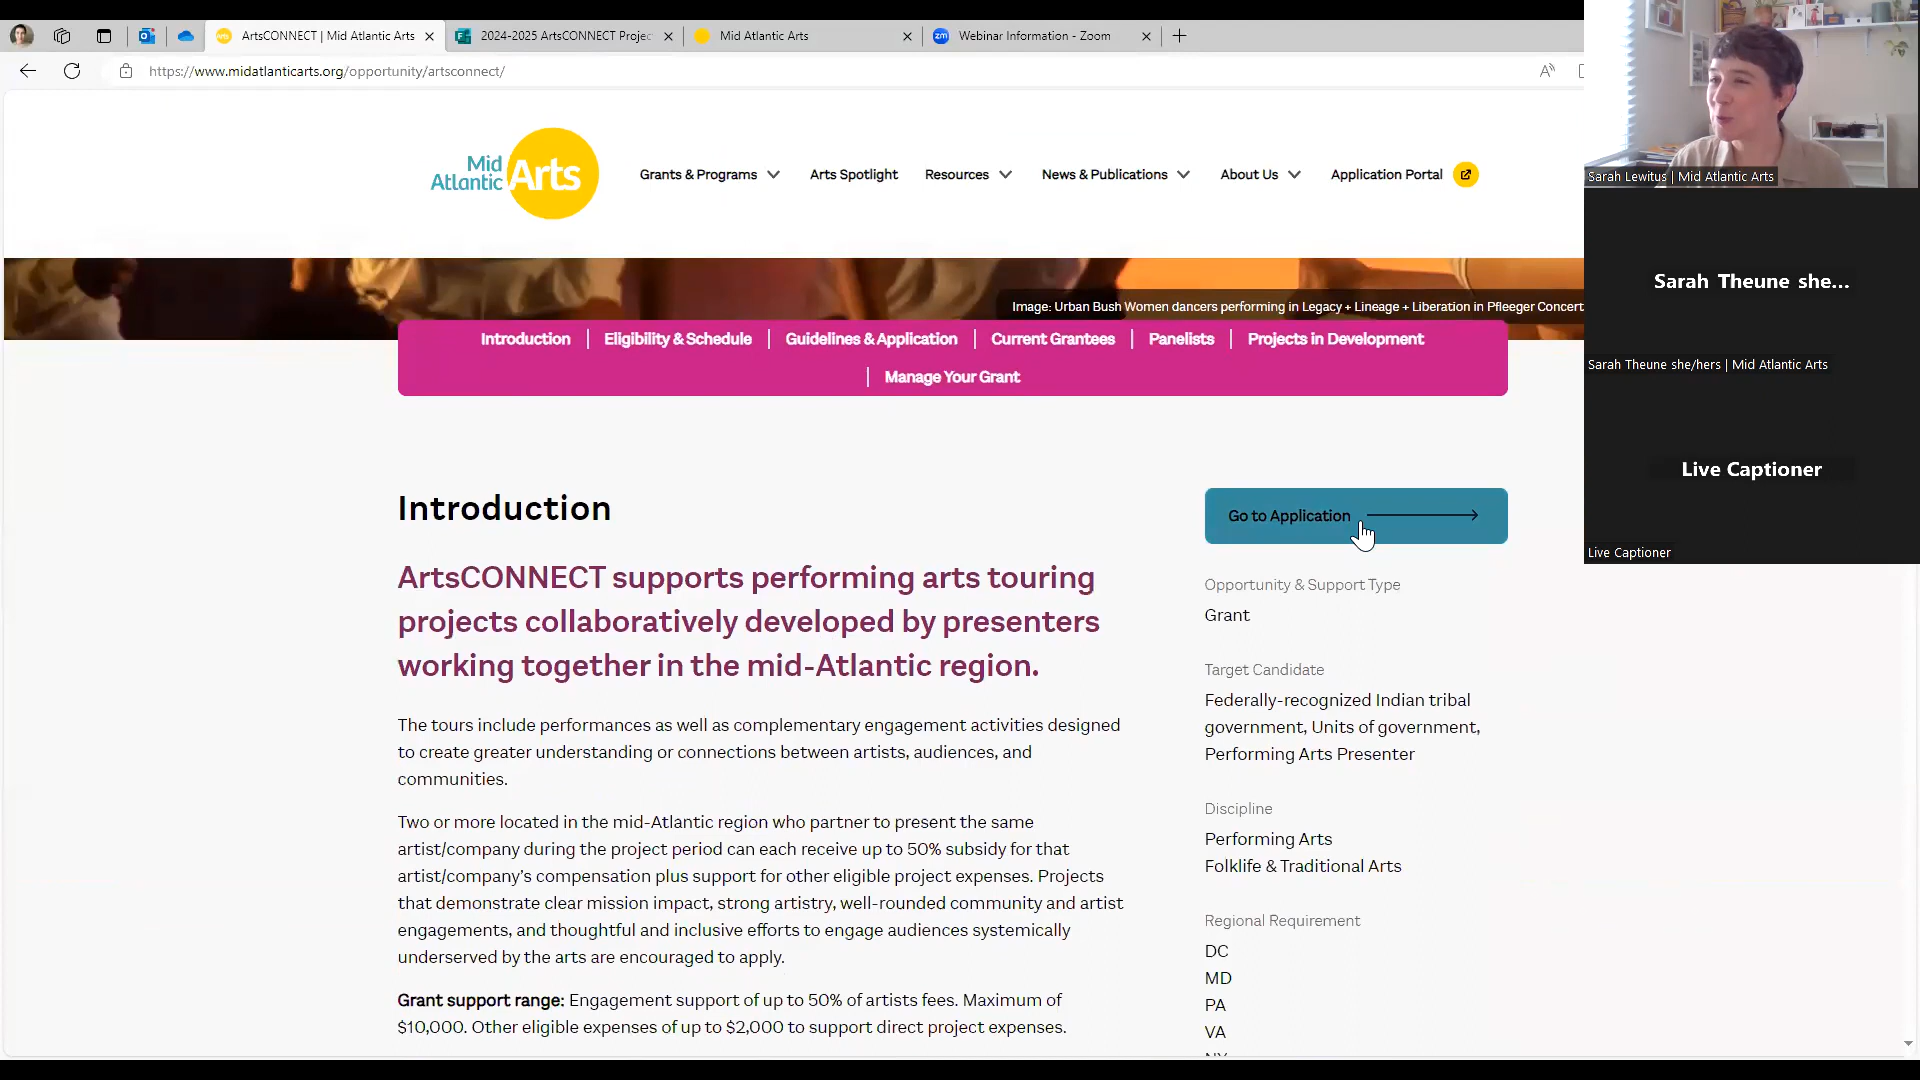 ArtsCONNECT | Mid Atlantic Arts
2024-2025 ArtsCONNECT Projec
Mid Atlantic Arts
zm
Webinar Information - Zoom
https://www.midatlanticarts.org/opportunity/artsconnect/
Mid
Atlantic
Arts
Grants & Programs
Arts Spotlight
Resources
News & Publications
About Us
Application Portal
Image: Urban Bush Women dancers performing in Legacy + Lineage + Liberation in Pfleeger Concert
Introduction | Eligibility & Schedule | Guidelines & Application | Current Grantees | Panelists | Projects in Development
| Manage Your Grant
Introduction
ArtsCONNECT supports performing arts touring
projects collaboratively developed by presenters
working together in the mid-Atlantic region.
The tours include performances as well as complementary engagement activities designed
to create greater understanding or connections between artists, audiences, and
communities.
Two or more located in the mid-Atlantic region who partner to present the same
artist/company during the project period can each receive up to 50% subsidy for that
artist/company's compensation plus support for other eligible project expenses. Projects
that demonstrate clear mission impact, strong artistry, well-rounded community and artist
engagements, and thoughtful and inclusive efforts to engage audiences systemically
underserved by the arts are encouraged to apply.
Grant support range: Engagement support of up to 50% of artists fees. Maximum of
$10,000. Other eligible expenses of up to $2,000 to support direct project expenses.
Go to Application
Opportunity & Support Type
Grant
Target Candidate
Federally-recognized Indian tribal
government, Units of government,
Performing Arts Presenter
Discipline
Performing Arts
Folklife & Traditional Arts
Regional Requirement
DC
MD
PA
VA
Sarah Lewitus | Mid Atlantic Arts
Sarah Theune she...
Sarah Theune she/hers | Mid Atlantic Arts
Live Captioner
Live Captioner